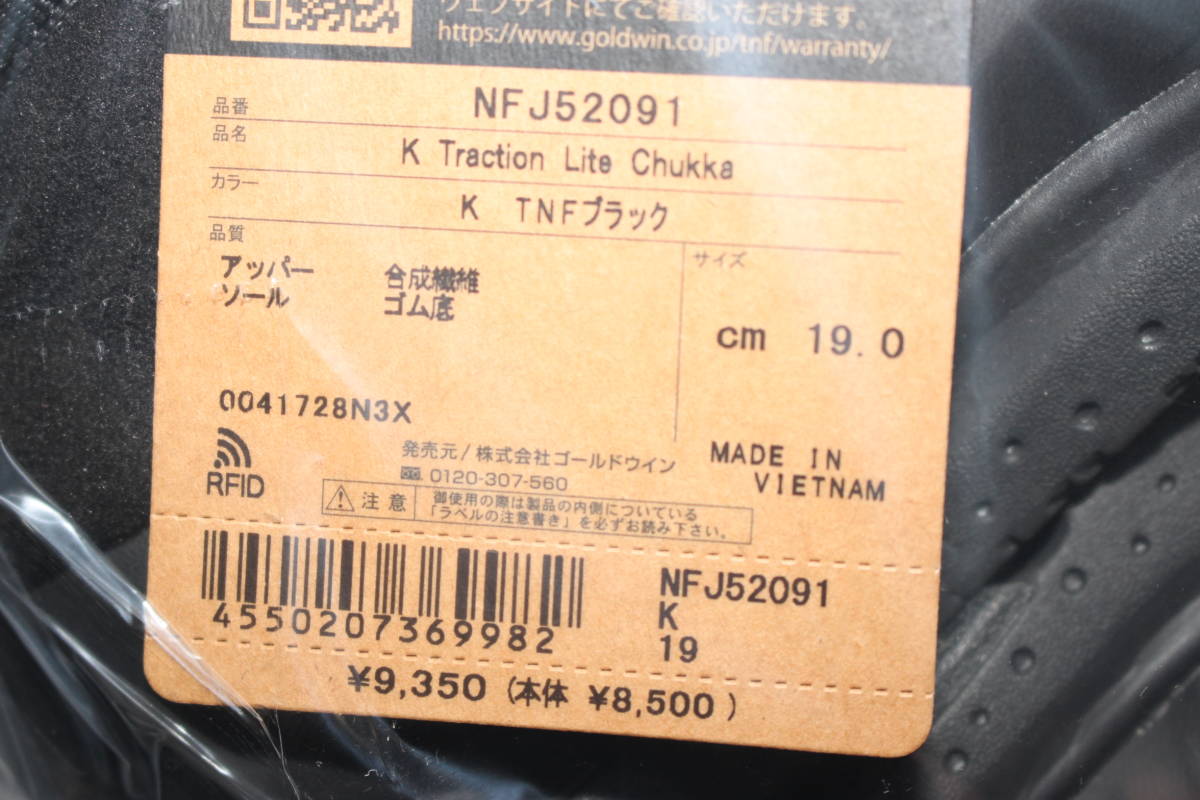 ウェブサイトにてご確認いただけます。
https://www.goldwin.co.jp/tnf/warranty/
品番 NFJ52091
品名 K Traction Lite Chukka
カラー K TNFブラック
品質
アッパー 合成繊維
ソール ゴム底
サイズ
cm 19.0
0041728N3X
RFID
発売元/株式会社ゴールドウイン
0120-307-560
MADE IN
VIETNAM
注意
御使用の際は製品の内側についている
「ラベルの注意書き」を必ずお読み下さい。
4550207369982
NFJ52091
K
19
¥9,350 (本体 ¥8,500)